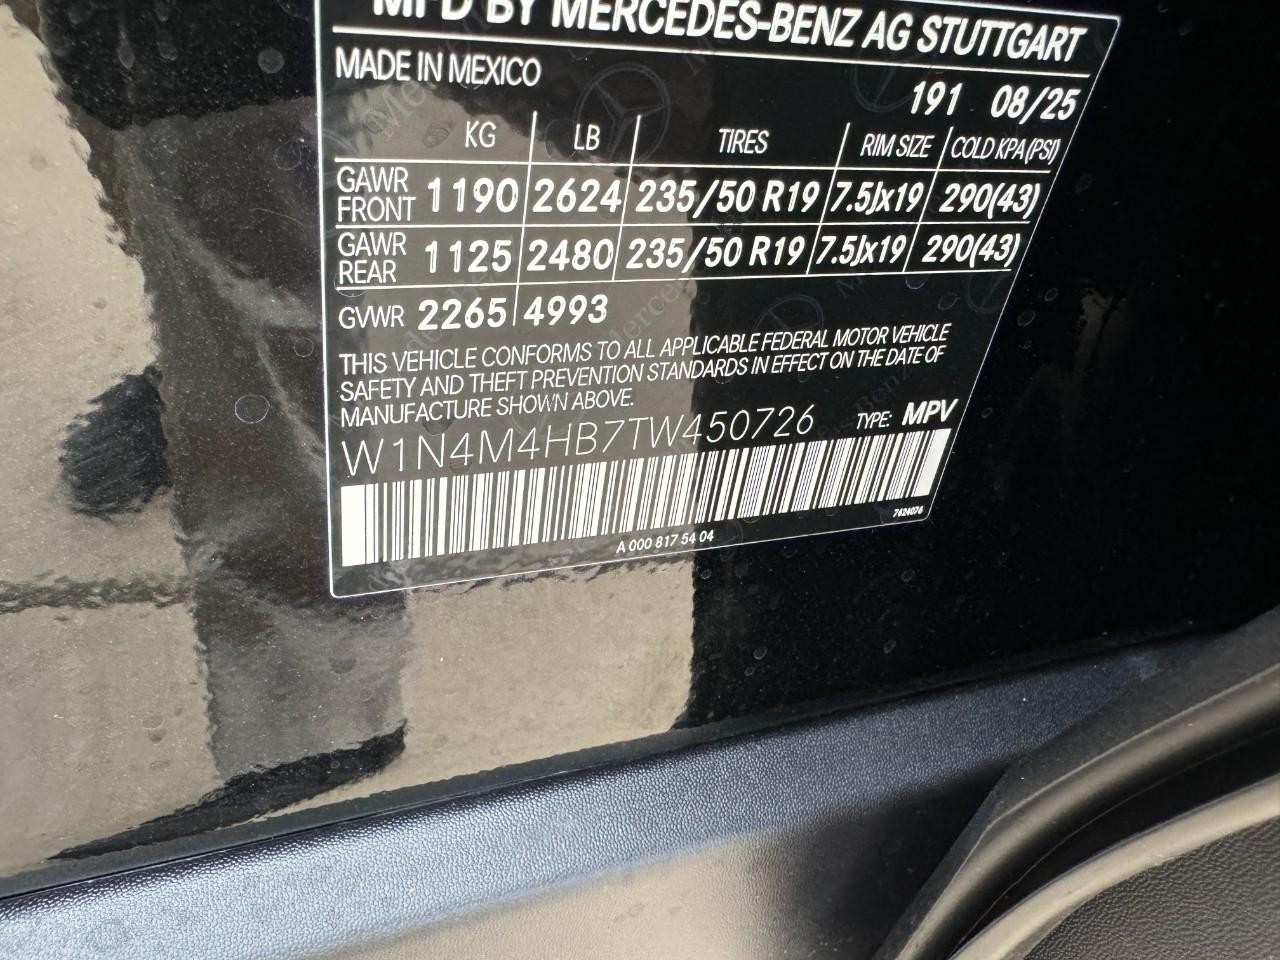 MFD BY MERCEDES-BENZ AG STUTTGART
MADE IN MEXICO
191 08/25
KG LB TIRES RIM SIZE COLD KPA (PSI)
GAWR FRONT 1190 2624 235/50 R19 7.5Jx19 290(43)
GAWR REAR 1125 2480 235/50 R19 7.5Jx19 290(43)
GVWR 2265 4993
THIS VEHICLE CONFORMS TO ALL APPLICABLE FEDERAL MOTOR VEHICLE
SAFETY AND THEFT PREVENTION STANDARDS IN EFFECT ON THE DATE OF
MANUFACTURE SHOWN ABOVE.
W1N4M4HB7TW450726 TYPE: MPV
7624076
A 000 817 54 04